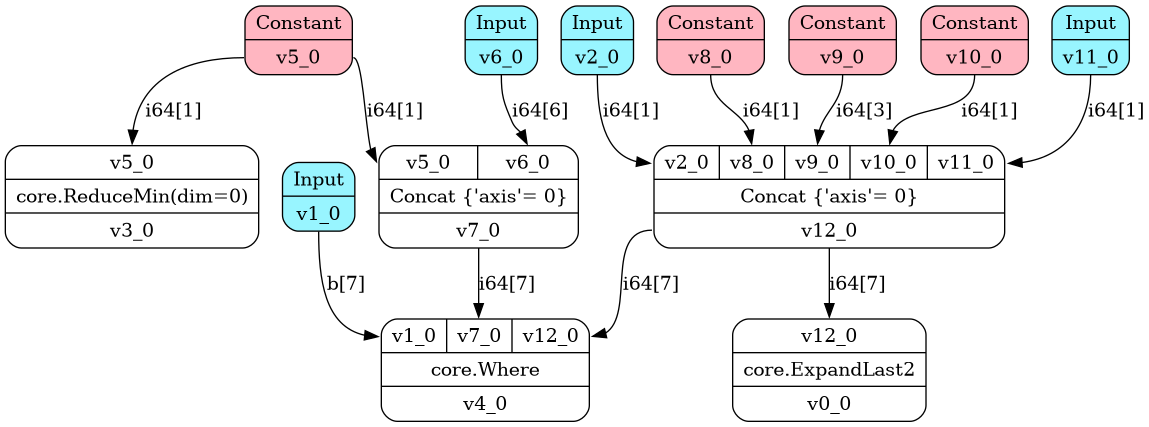 Constant
v5_0
Input
v6_0
Input
v2_0
Constant
v8_0
Constant
v9_0
Constant
v10_0
Input
v11_0
i64[1]
i64[1]
i64[6]
i64[1]
i64[1]
i64[3]
i64[1]
i64[1]
v5_0
core.ReduceMin(dim=0)
v3_0
Input
v1_0
v5_0 v6_0
Concat {'axis'= 0}
v7_0
v2_0 v8_0 v9_0 v10_0 v11_0
Concat {'axis'= 0}
v12_0
b[7]
i64[7]
i64[7]
i64[7]
v1_0 v7_0 v12_0
core.Where
v4_0
v12_0
core.ExpandLast2
v0_0